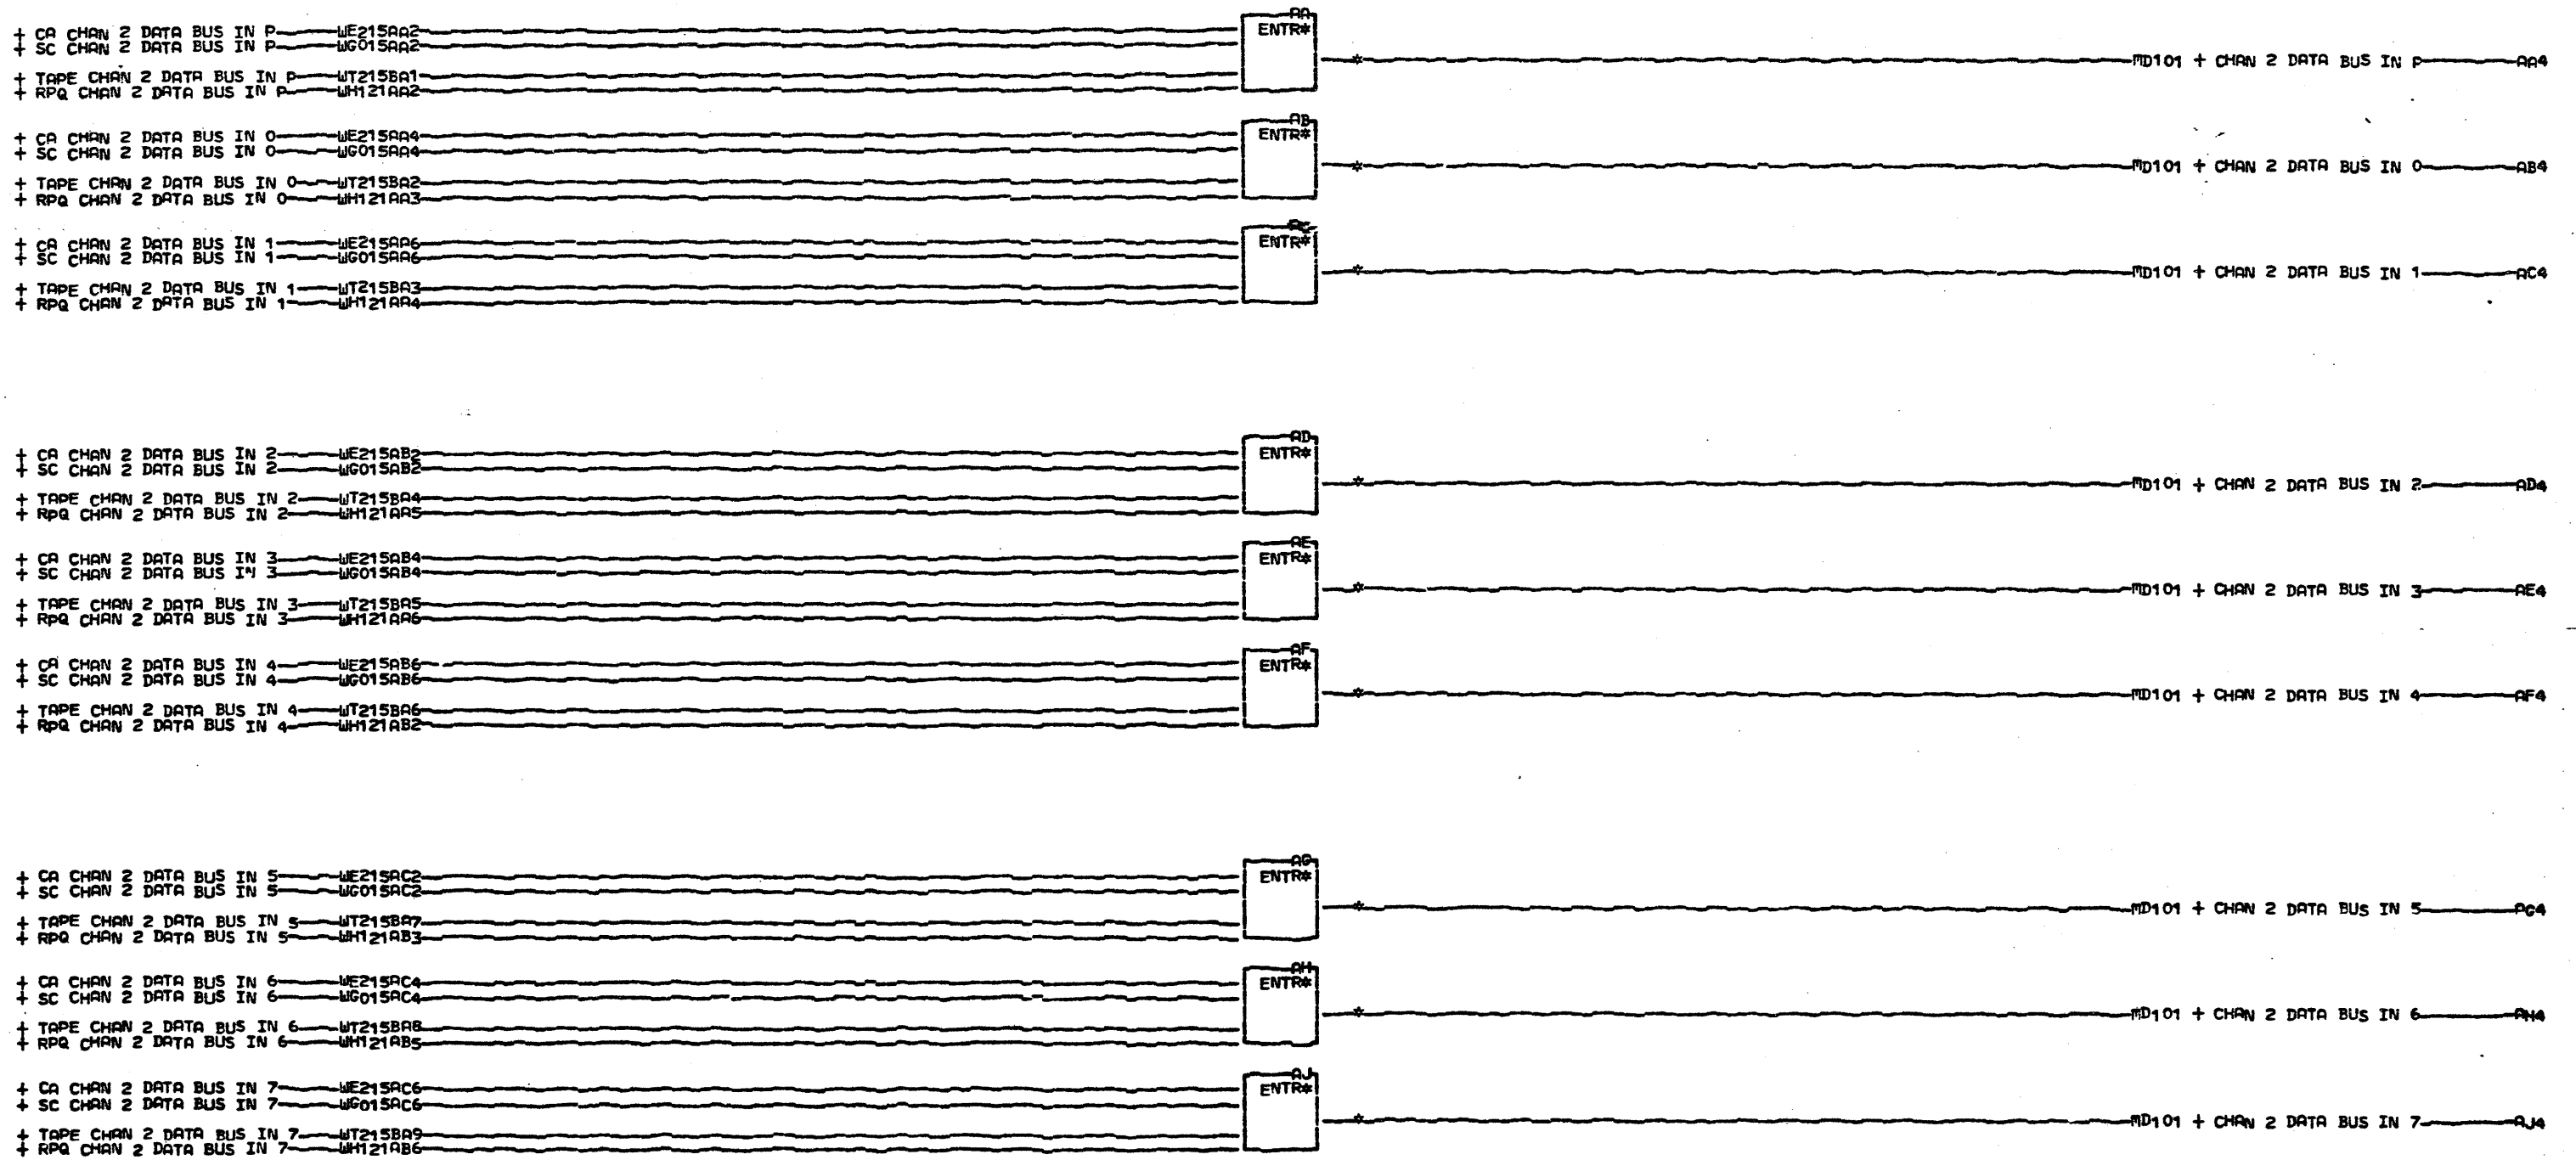 AA
+ CA CHAN 2 DATA BUS IN P WE215AA2 ENTR*
+ SC CHAN 2 DATA BUS IN P WG015AA2
* MD101 + CHAN 2 DATA BUS IN P AA4
+ TAPE CHAN 2 DATA BUS IN P WT215BA1
+ RPQ CHAN 2 DATA BUS IN P WH121AA2
AB
+ CA CHAN 2 DATA BUS IN 0 WE215AA4 ENTR*
+ SC CHAN 2 DATA BUS IN 0 WG015AA4
* MD101 + CHAN 2 DATA BUS IN 0 AB4
+ TAPE CHAN 2 DATA BUS IN 0 WT215BA2
+ RPQ CHAN 2 DATA BUS IN 0 WH121AA3
AC
+ CA CHAN 2 DATA BUS IN 1 WE215AA6 ENTR*
+ SC CHAN 2 DATA BUS IN 1 WG015AA6
* MD101 + CHAN 2 DATA BUS IN 1 AC4
+ TAPE CHAN 2 DATA BUS IN 1 WT215BA3
+ RPQ CHAN 2 DATA BUS IN 1 WH121AA4
AD
+ CA CHAN 2 DATA BUS IN 2 WE215AB2 ENTR*
+ SC CHAN 2 DATA BUS IN 2 WG015AB2
* MD101 + CHAN 2 DATA BUS IN 2 AD4
+ TAPE CHAN 2 DATA BUS IN 2 WT215BA4
+ RPQ CHAN 2 DATA BUS IN 2 WH121AA5
AE
+ CA CHAN 2 DATA BUS IN 3 WE215AB4 ENTR*
+ SC CHAN 2 DATA BUS IN 3 WG015AB4
* MD101 + CHAN 2 DATA BUS IN 3 AE4
+ TAPE CHAN 2 DATA BUS IN 3 WT215BA5
+ RPQ CHAN 2 DATA BUS IN 3 WH121AA6
AF
+ CA CHAN 2 DATA BUS IN 4 WE215AB6 ENTR*
+ SC CHAN 2 DATA BUS IN 4 WG015AB6
* MD101 + CHAN 2 DATA BUS IN 4 AF4
+ TAPE CHAN 2 DATA BUS IN 4 WT215BA6
+ RPQ CHAN 2 DATA BUS IN 4 WH121AB2
AG
+ CA CHAN 2 DATA BUS IN 5 WE215AC2 ENTR*
+ SC CHAN 2 DATA BUS IN 5 WG015AC2
* MD101 + CHAN 2 DATA BUS IN 5 AG4
+ TAPE CHAN 2 DATA BUS IN 5 WT215BA7
+ RPQ CHAN 2 DATA BUS IN 5 WH121AB3
AH
+ CA CHAN 2 DATA BUS IN 6 WE215AC4 ENTR*
+ SC CHAN 2 DATA BUS IN 6 WG015AC4
* MD101 + CHAN 2 DATA BUS IN 6 AH4
+ TAPE CHAN 2 DATA BUS IN 6 WT215BA8
+ RPQ CHAN 2 DATA BUS IN 6 WH121AB5
AJ
+ CA CHAN 2 DATA BUS IN 7 WE215AC6 ENTR*
+ SC CHAN 2 DATA BUS IN 7 WG015AC6
* MD101 + CHAN 2 DATA BUS IN 7 AJ4
+ TAPE CHAN 2 DATA BUS IN 7 WT215BA9
+ RPQ CHAN 2 DATA BUS IN 7 WH121AB6